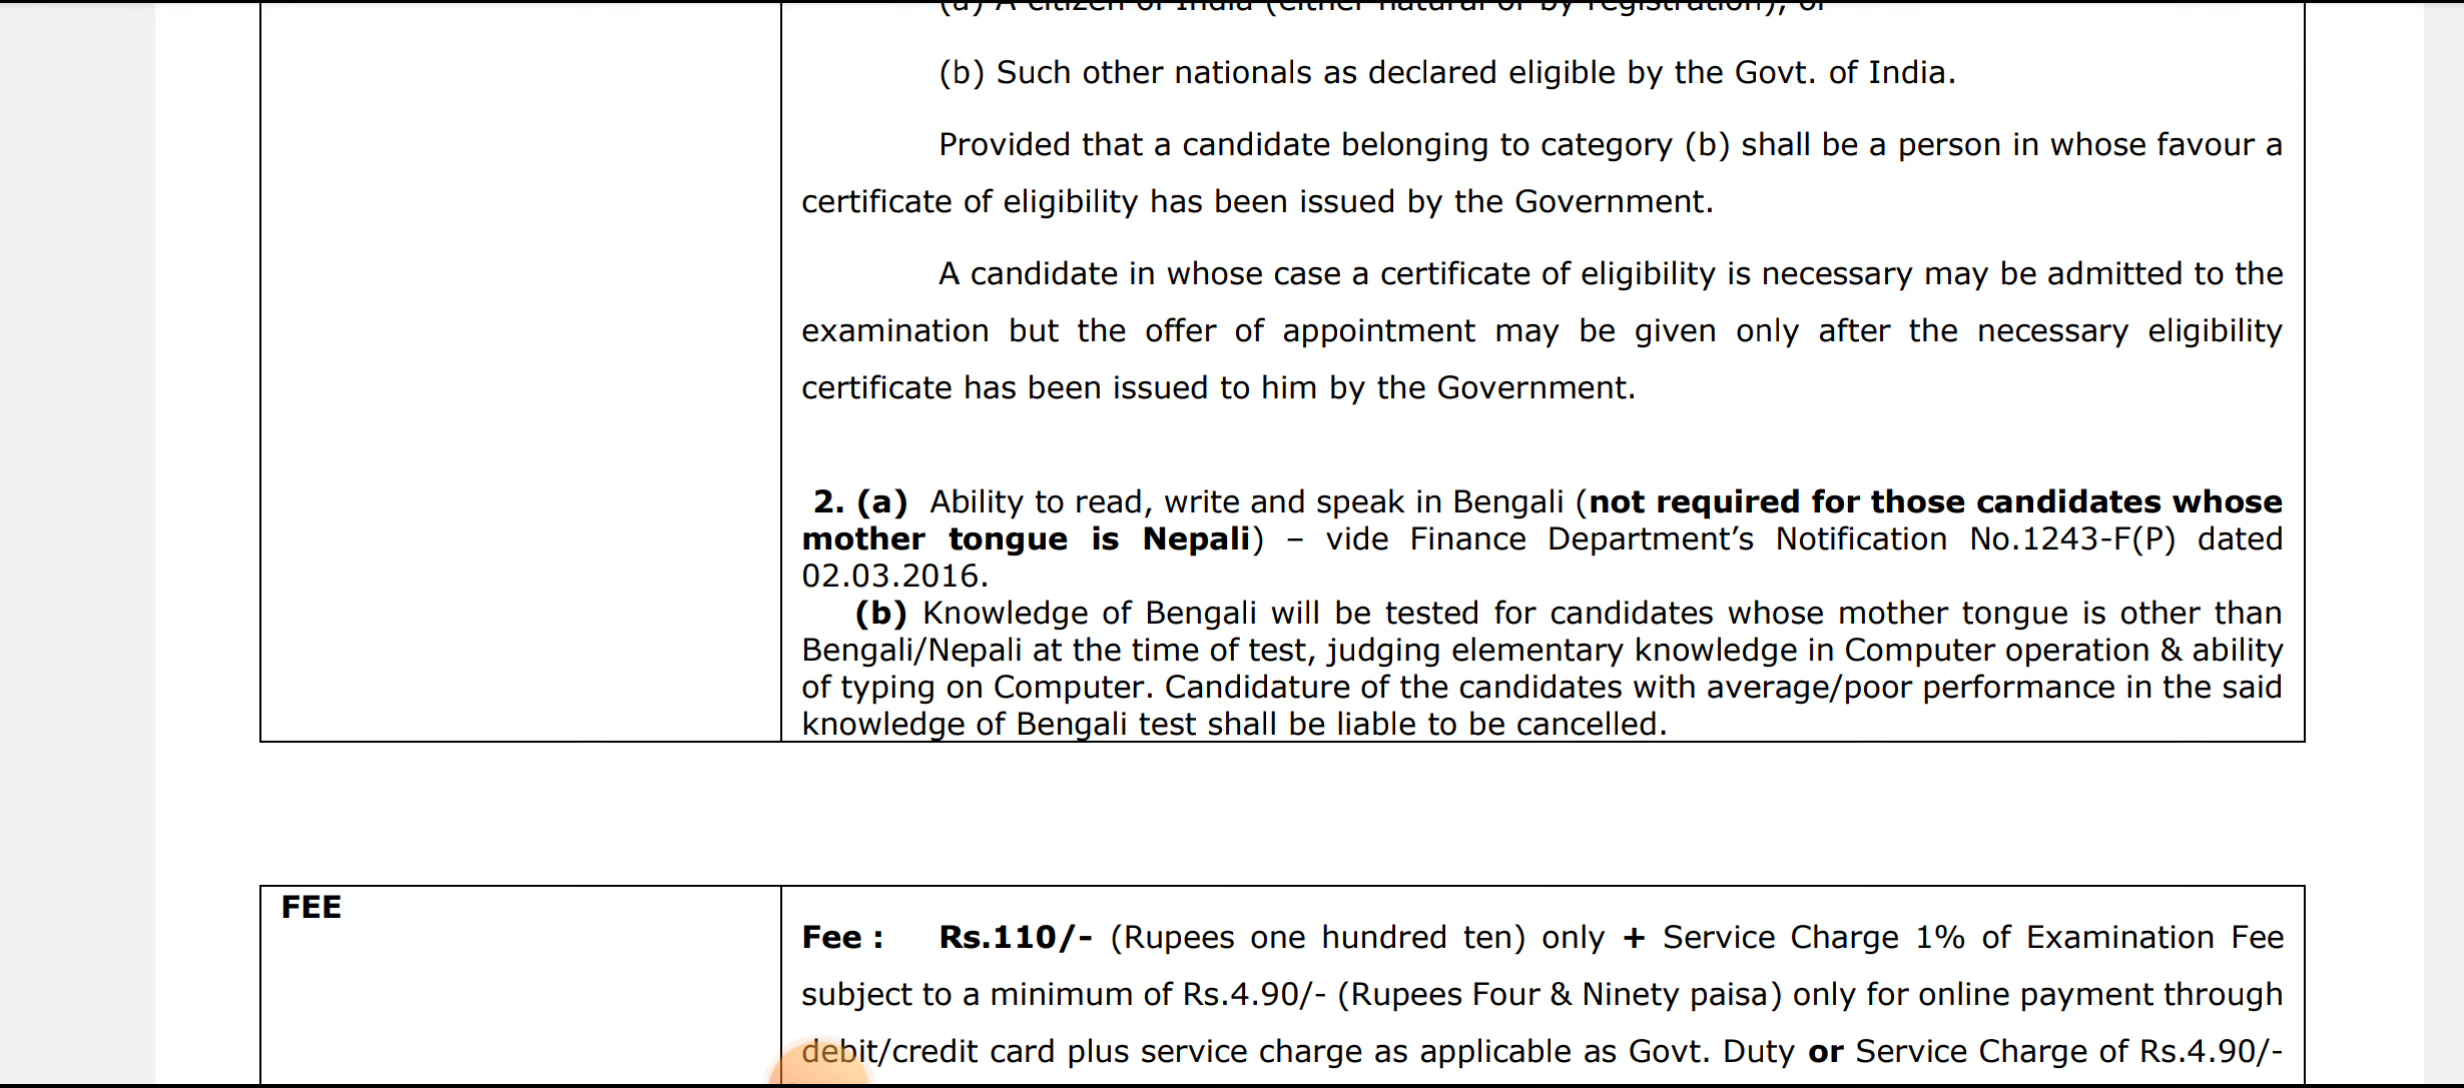 (a) A citizen of India (either natural or by registration), or
(b) Such other nationals as declared eligible by the Govt. of India.
Provided that a candidate belonging to category (b) shall be a person in whose favour a
certificate of eligibility has been issued by the Government.
A candidate in whose case a certificate of eligibility is necessary may be admitted to the
examination but the offer of appointment may be given only after the necessary eligibility
certificate has been issued to him by the Government.
2. (a) Ability to read, write and speak in Bengali (not required for those candidates whose
mother tongue is Nepali) – vide Finance Department’s Notification No.1243-F(P) dated
02.03.2016.
(b) Knowledge of Bengali will be tested for candidates whose mother tongue is other than
Bengali/Nepali at the time of test, judging elementary knowledge in Computer operation & ability
of typing on Computer. Candidature of the candidates with average/poor performance in the said
knowledge of Bengali test shall be liable to be cancelled.
FEE
Fee : Rs.110/- (Rupees one hundred ten) only + Service Charge 1% of Examination Fee
subject to a minimum of Rs.4.90/- (Rupees Four & Ninety paisa) only for online payment through
debit/credit card plus service charge as applicable as Govt. Duty or Service Charge of Rs.4.90/-